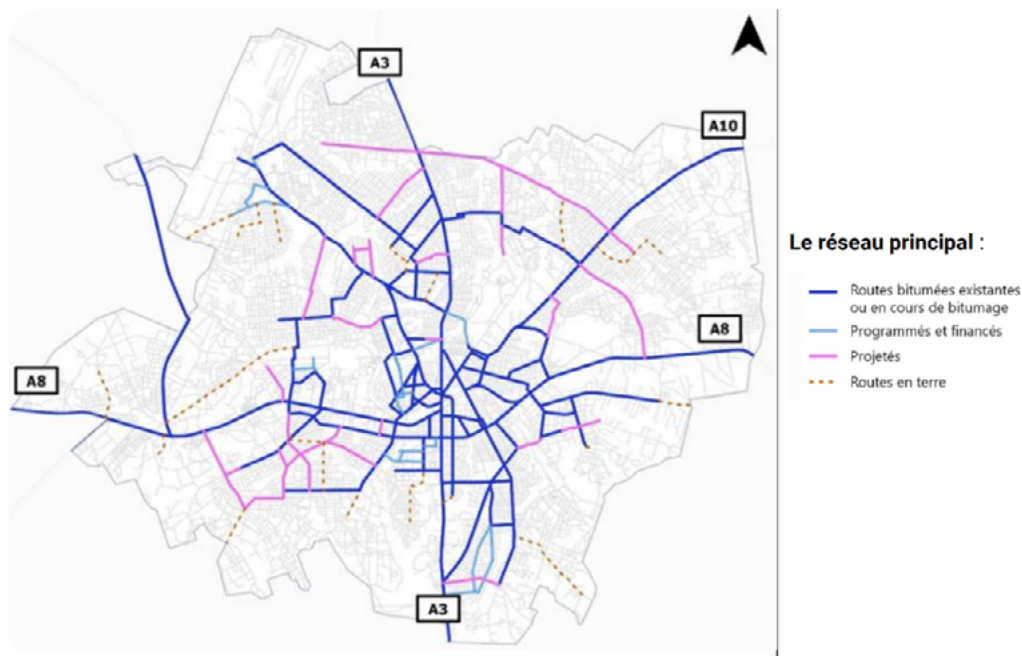 A3
A10
A8
A8
A3
Le réseau principal :
Routes bitumées existantes
ou en cours de bitumage
Programmés et financés
Projetés
Routes en terre